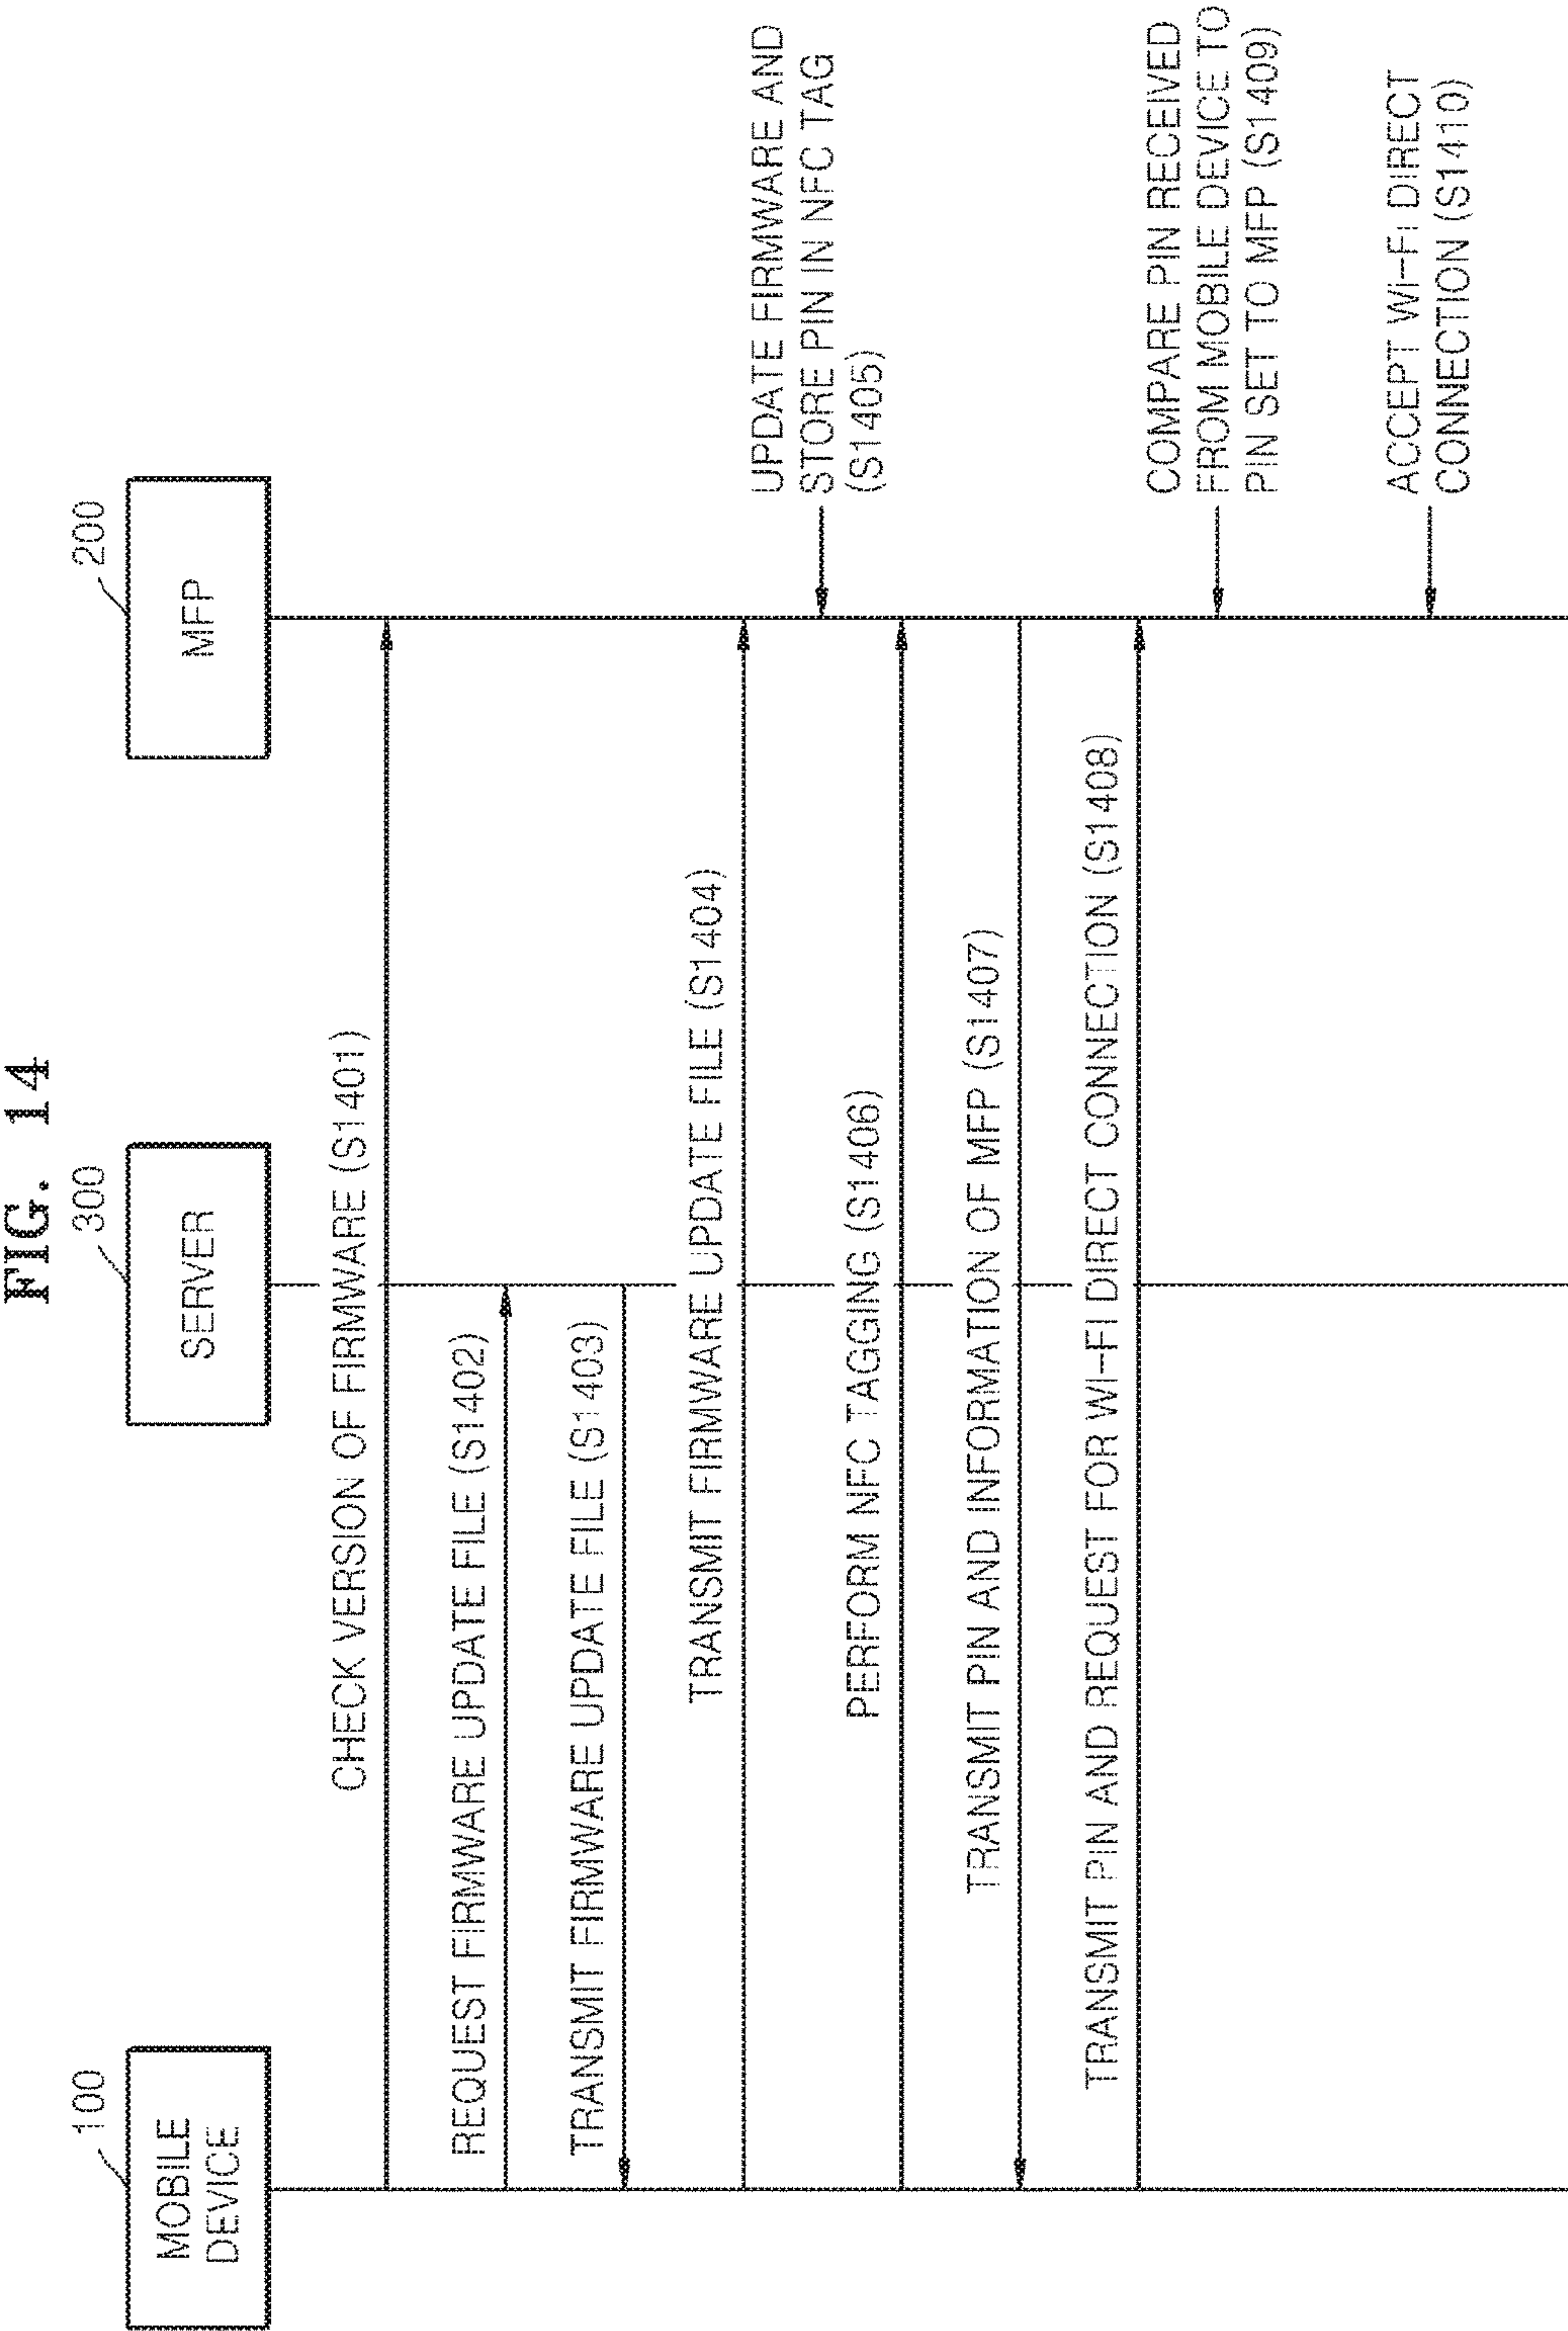 FIG. 14
100
300
200
MOBILE
DEVICE
SERVER
MFP
CHECK VERSION OF FIRMWARE (S1401)
REQUEST FIRMWARE UPDATE FILE (S1402)
TRANSMIT FIRMWARE UPDATE FILE (S1403)
TRANSMIT FIRMWARE UPDATE FILE (S1404)
UPDATE FIRMWARE AND
STORE PIN IN NFC TAG
(S1405)
PERFORM NFC TAGGING (S1406)
TRANSMIT PIN AND INFORMATION OF MFP (S1407)
TRANSMIT PIN AND REQUEST FOR WI-FI DIRECT CONNECTION (S1408)
COMPARE PIN RECEIVED
FROM MOBILE DEVICE TO
PIN SET TO MFP (S1409)
ACCEPT Wi-Fi DIRECT
CONNECTION (S1410)